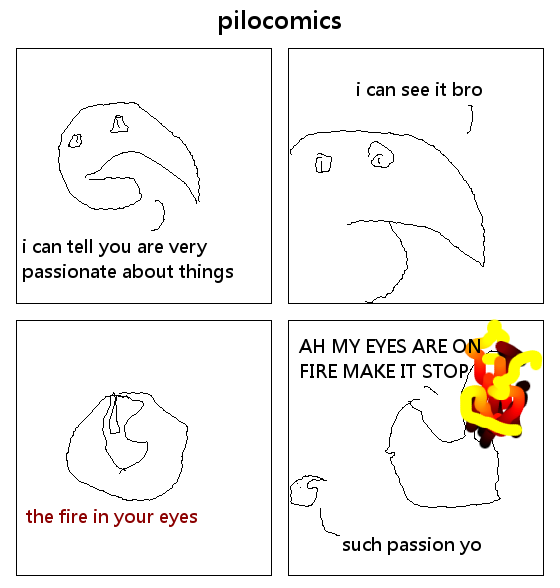 pilocomics
i can tell you are very
passionate about things
i can see it bro
the fire in your eyes
AH MY EYES ARE ON
FIRE MAKE IT STOP
such passion yo